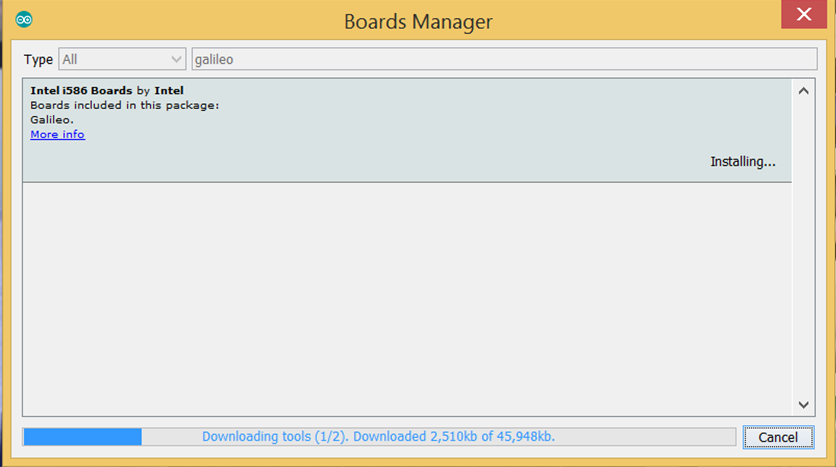 Boards Manager
Type All galileo
Intel i586 Boards by Intel
Boards included in this package:
Galileo.
More info
Installing...
Downloading tools (1/2). Downloaded 2,510kb of 45,948kb.
Cancel